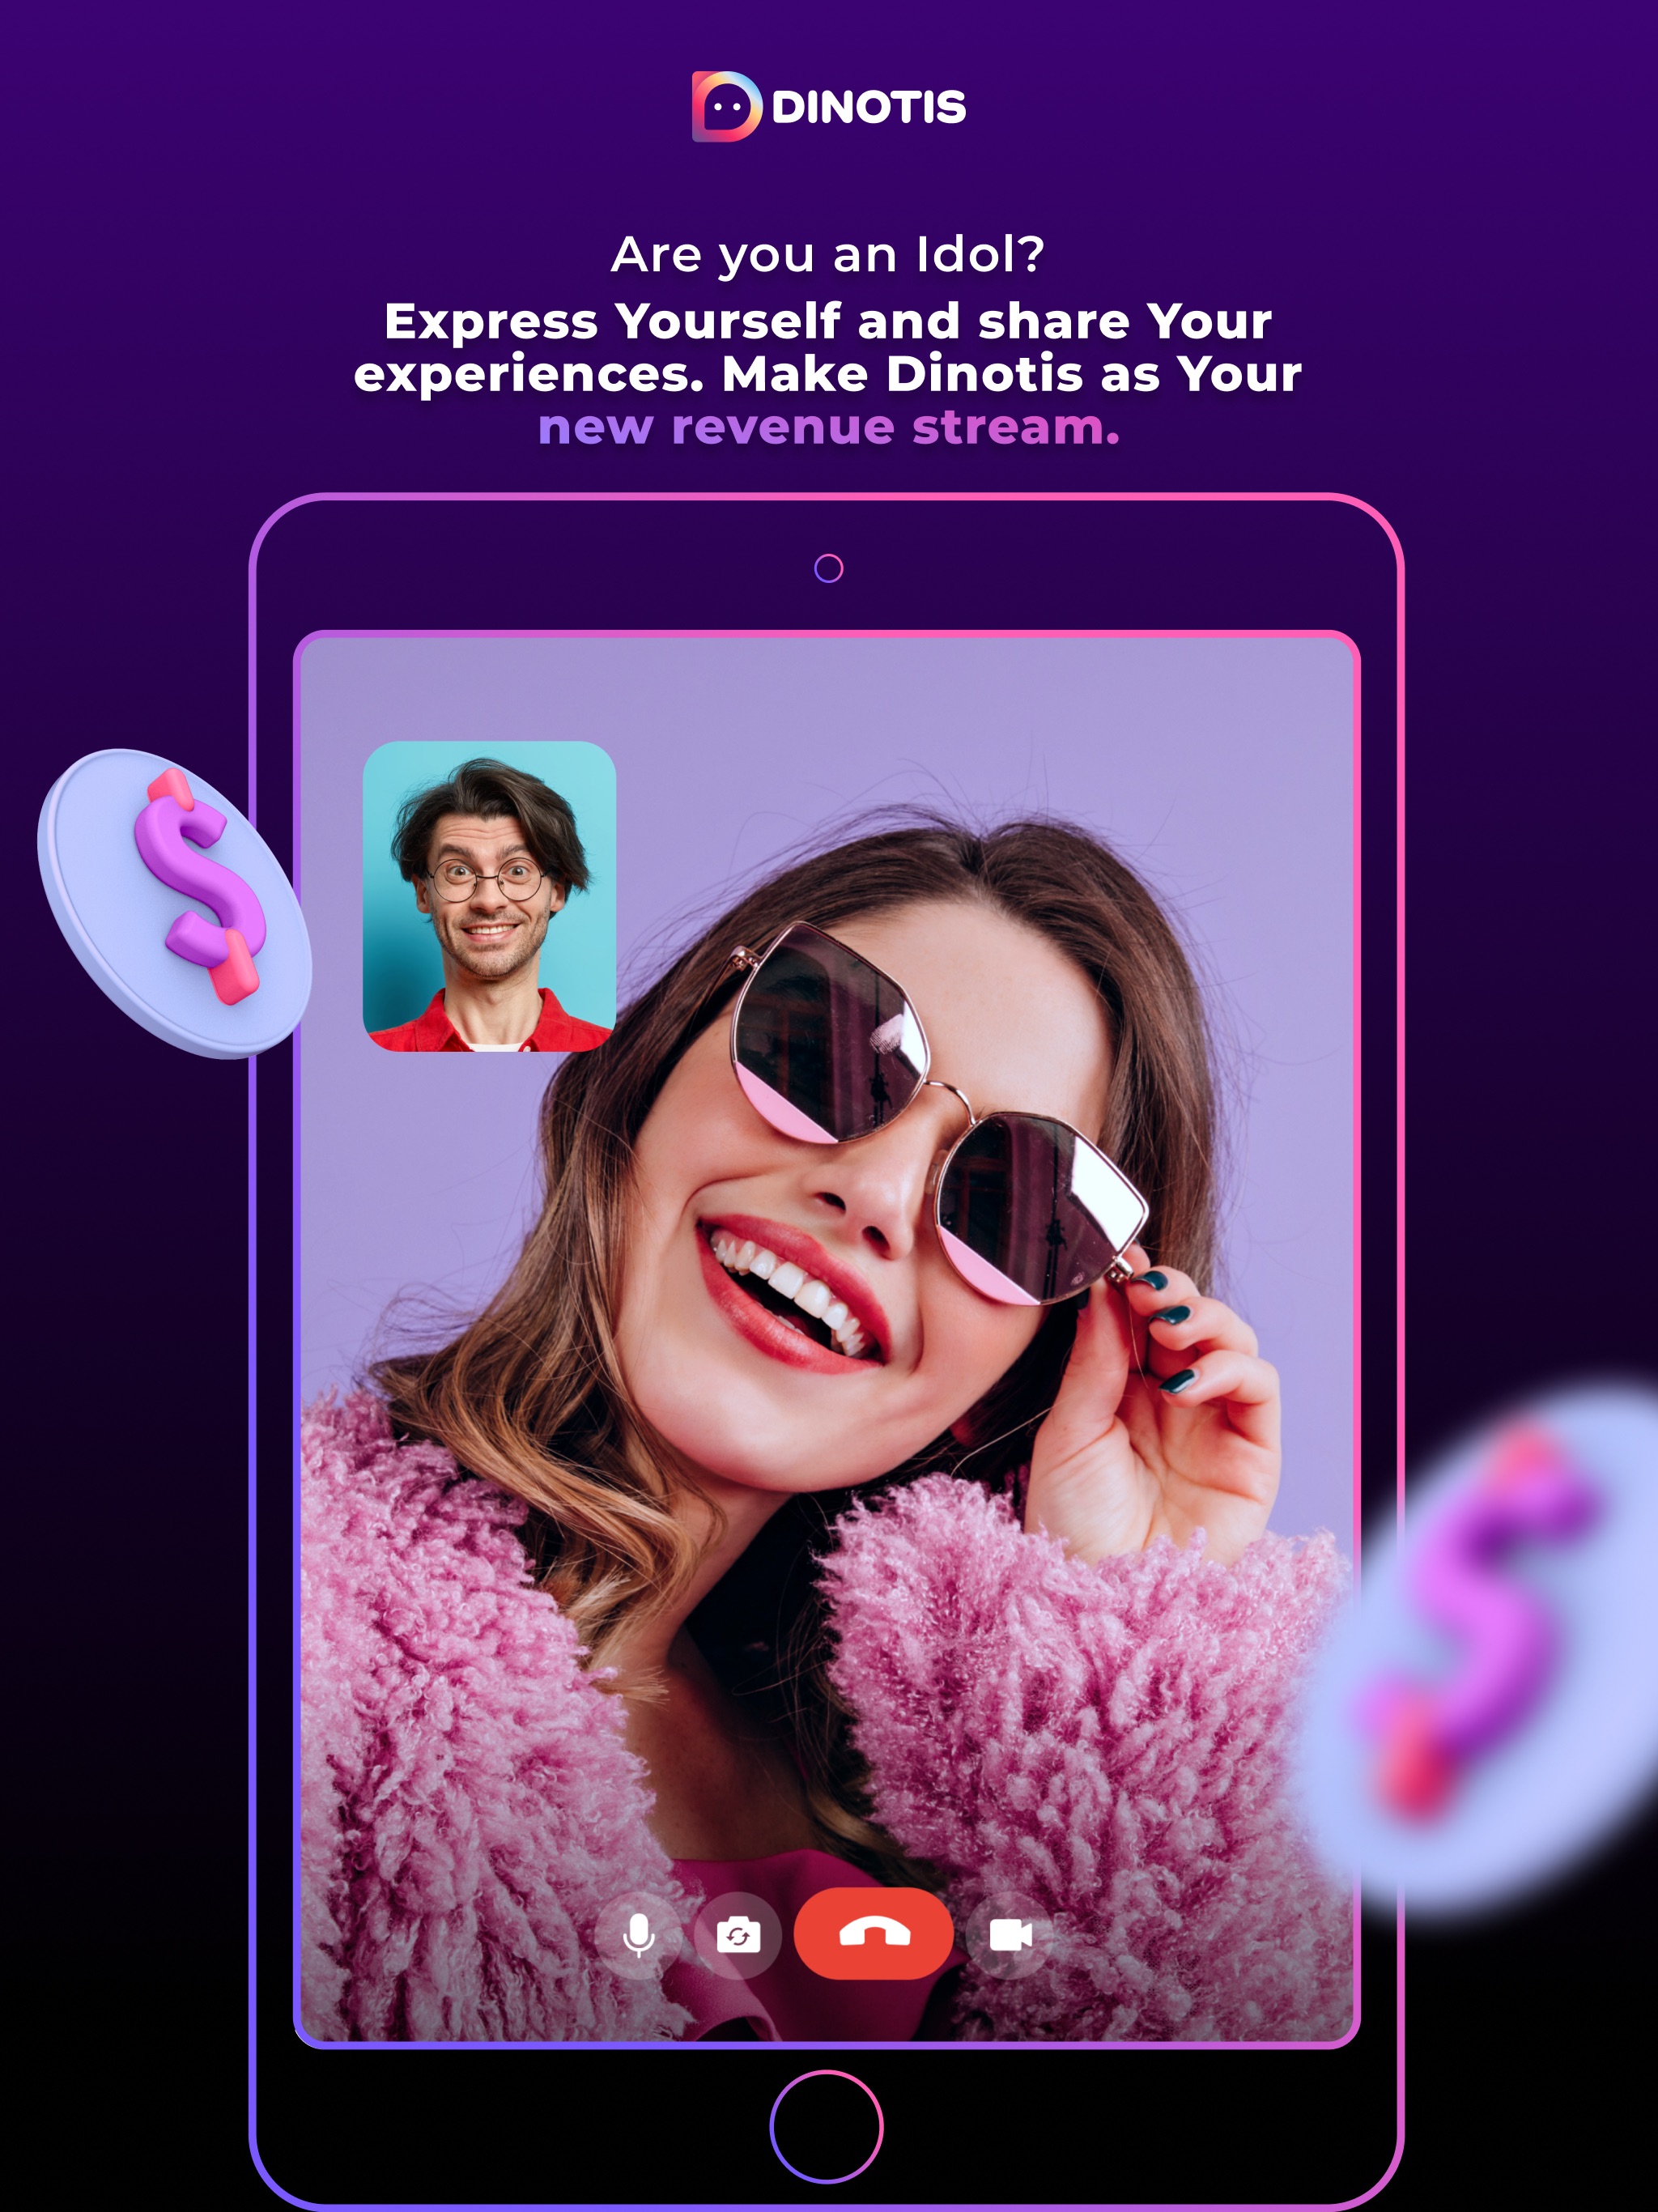 DINOTIS
Are you an Idol?
Express Yourself and share Your
experiences. Make Dinotis as Your
new revenue stream.